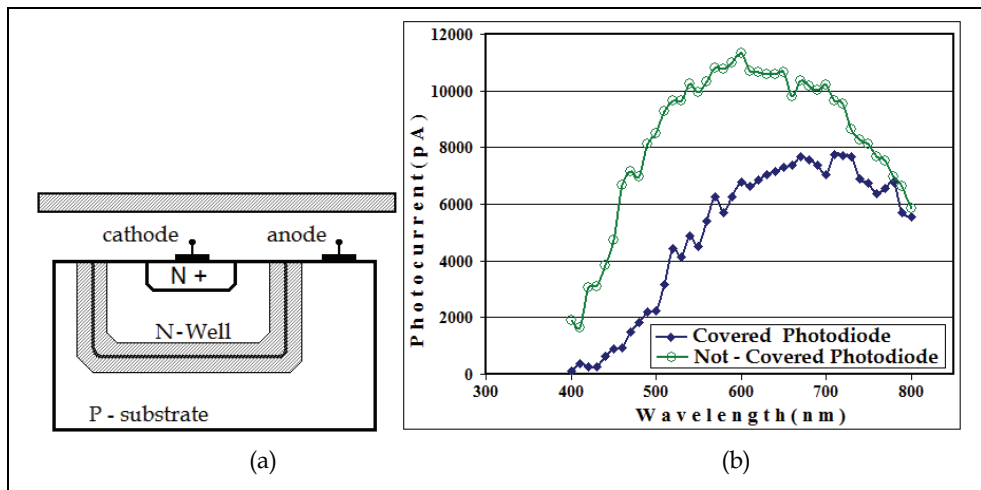 cathode
anode
N +
N-Well
P - substrate
(a)
12000
10000
8000
6000
4000
2000
0
Photocurrent(pA)
Covered Photodiode
Not - Covered Photodiode
300
400
500
600
700
800
Wavelength(nm)
(b)